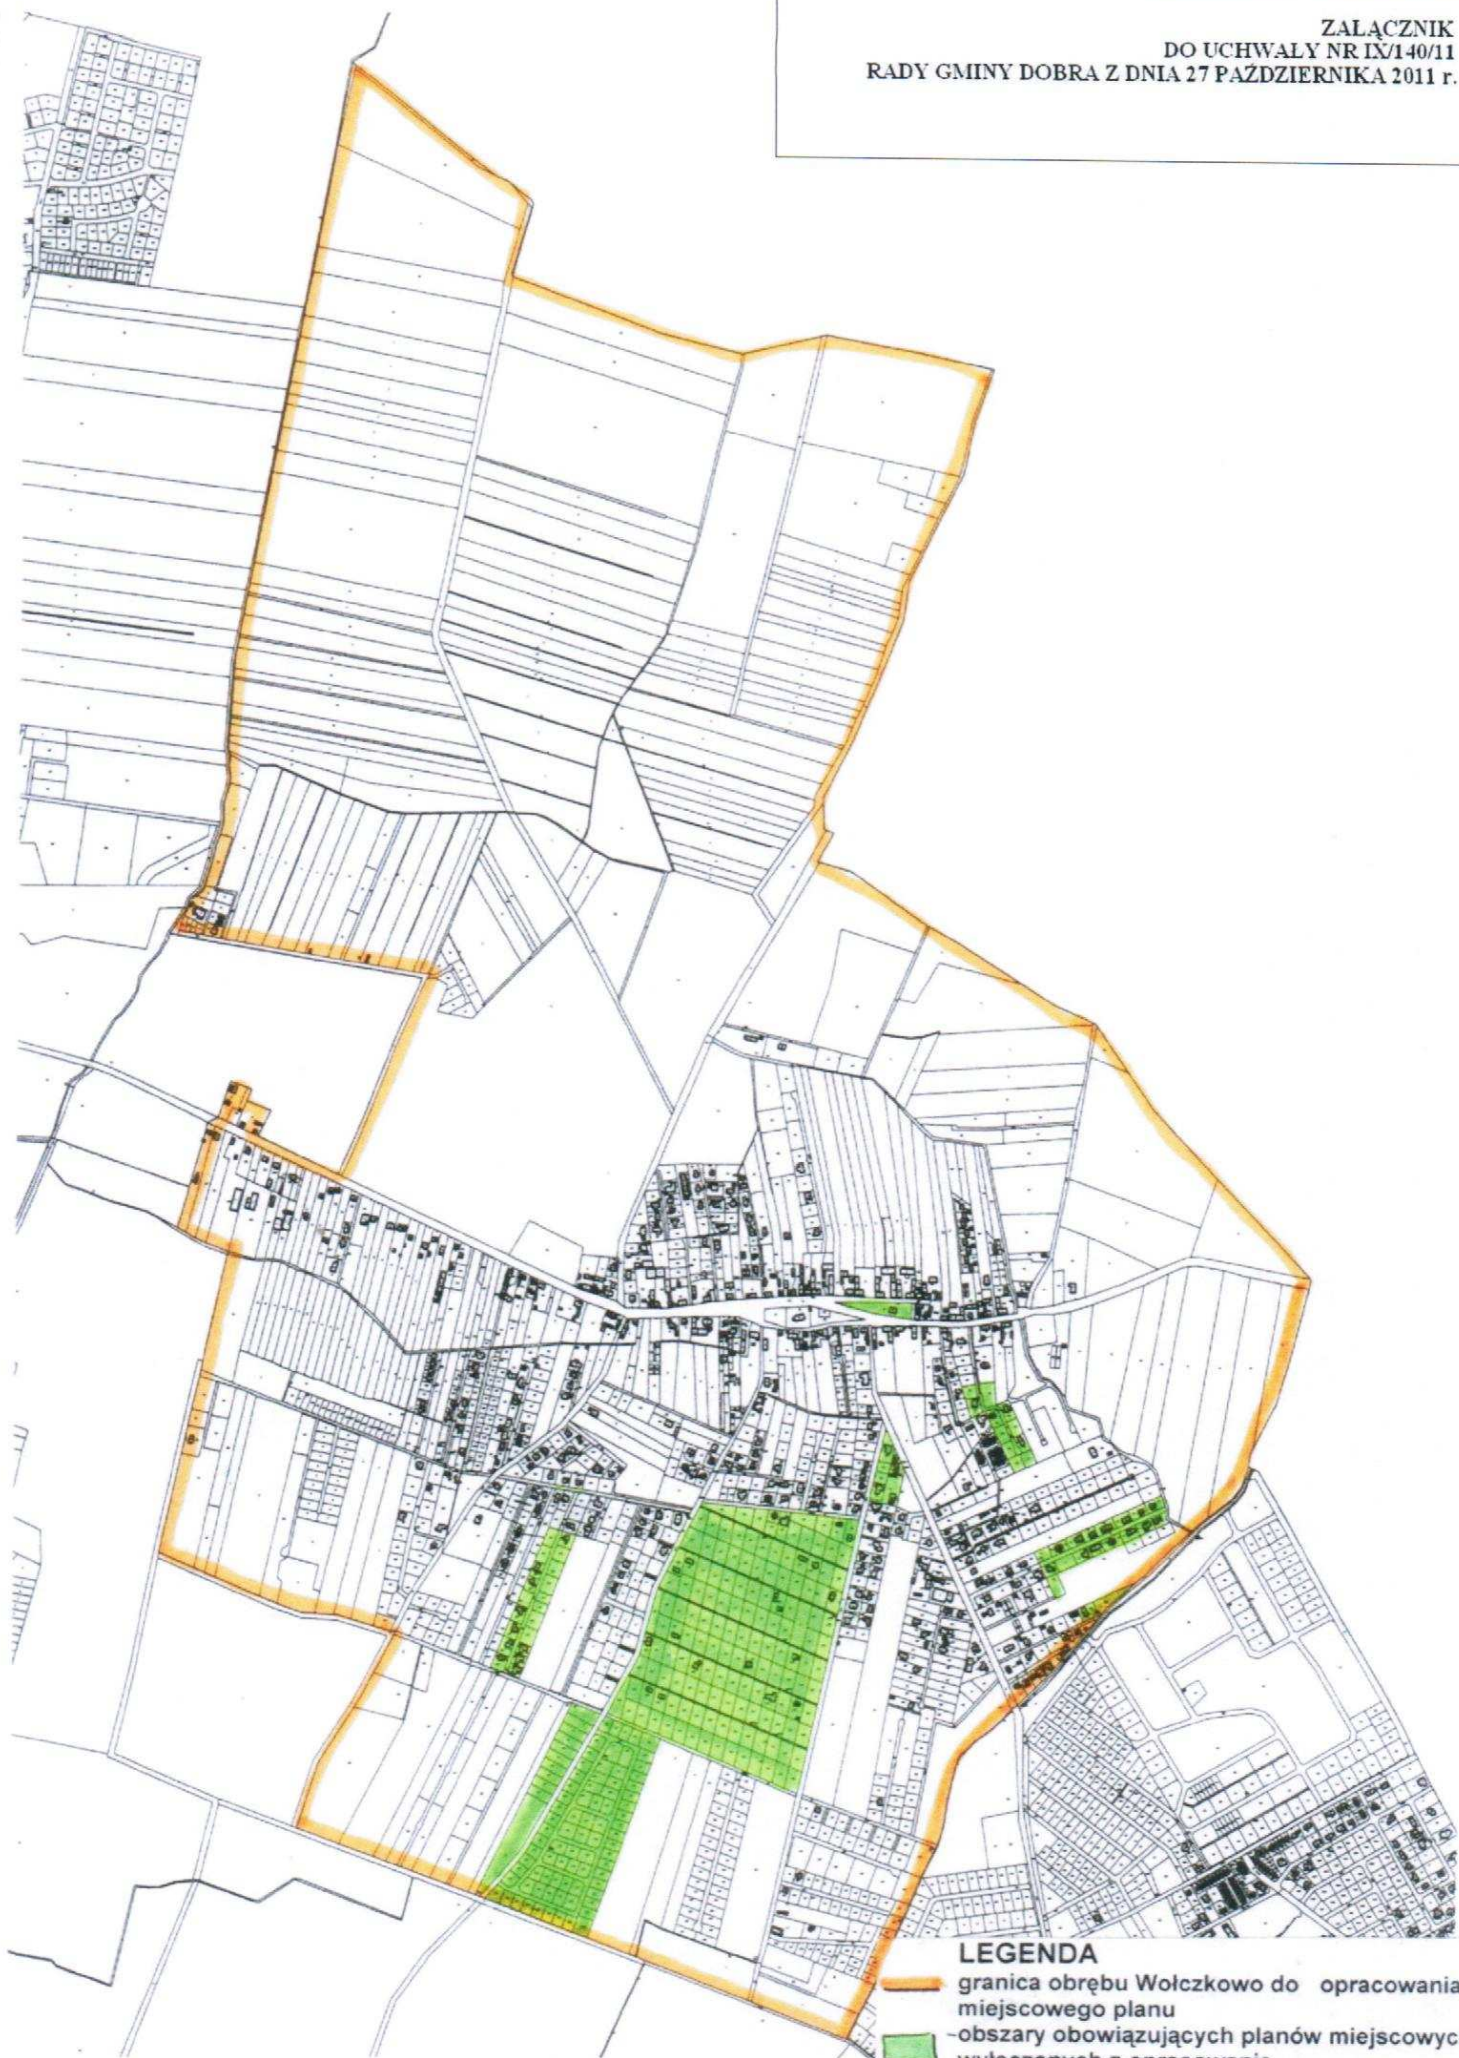 ZAŁĄCZNIK
DO UCHWAŁY NR IX/140/11
RADY GMINY DOBRA Z DNIA 27 PAŹDZIERNIKA 2011 r.
LEGENDA
granica obrębu Wołczkowo do opracowania
miejscowego planu
-obszary obowiązujących planów miejscowyc